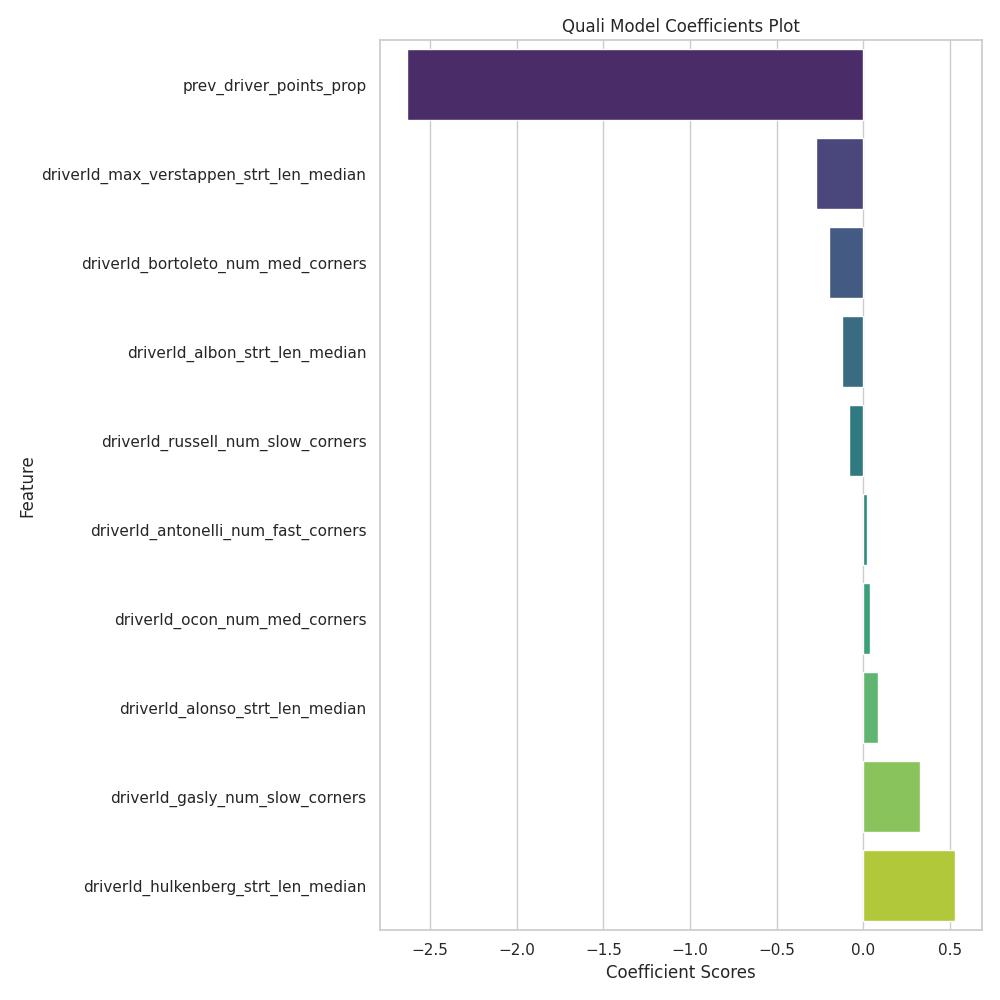 Quali Model Coefficients Plot
Feature
prev_driver_points_prop
driverId_max_verstappen_strt_len_median
driverId_bortoleto_num_med_corners
driverId_albon_strt_len_median
driverId_russell_num_slow_corners
driverId_antonelli_num_fast_corners
driverId_ocon_num_med_corners
driverId_alonso_strt_len_median
driverId_gasly_num_slow_corners
driverId_hulkenberg_strt_len_median
−2.5 −2.0 −1.5 −1.0 −0.5 0.0 0.5
Coefficient Scores